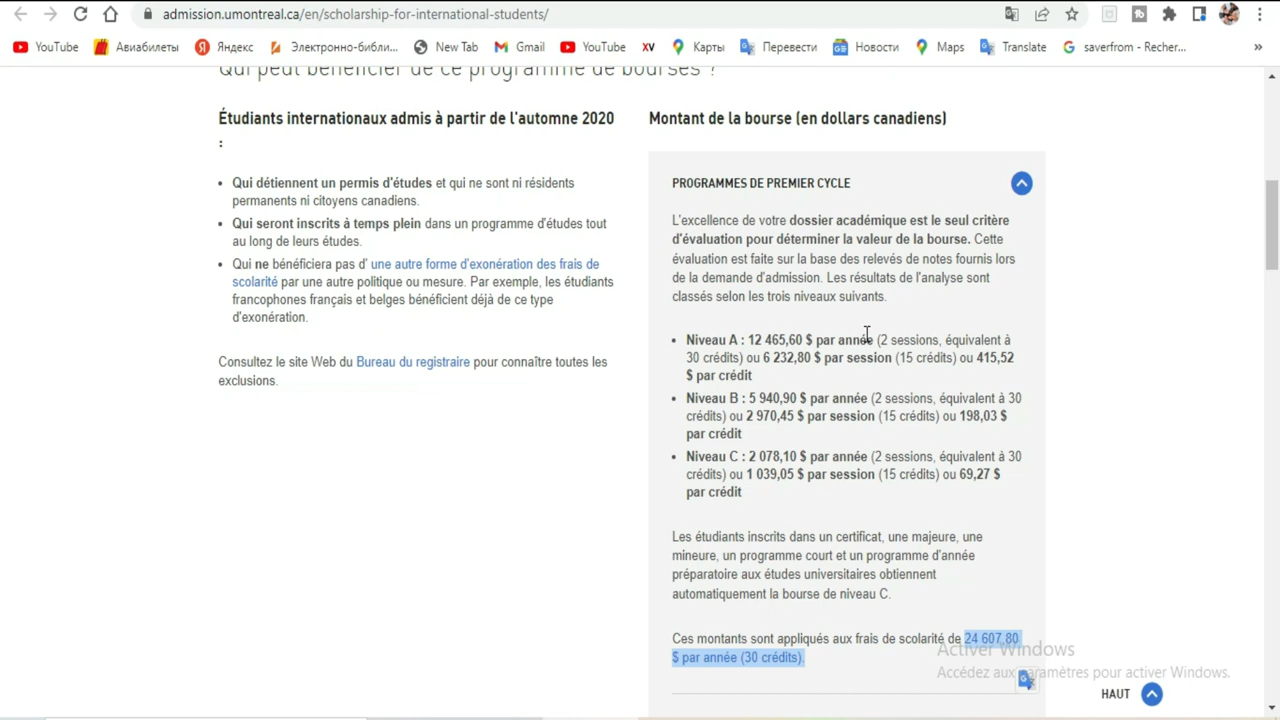 admission.umontreal.ca/en/scholarship-for-international-students/
YouTube
Авиабилеты
Яндекс
Электронно-библи...
New Tab
Gmail
YouTube
XV
Карты
Перевести
Новости
Maps
Translate
saverfrom - Recher...
»
Qui peut bénéficier de ce programme de bourses ?
Étudiants internationaux admis à partir de l'automne 2020
:
• Qui détiennent un permis d'études et qui ne sont ni résidents
permanents ni citoyens canadiens.
• Qui seront inscrits à temps plein dans un programme d'études tout
au long de leurs études.
• Qui ne bénéficiera pas d' une autre forme d'exonération des frais de
scolarité par une autre politique ou mesure. Par exemple, les étudiants
francophones français et belges bénéficient déjà de ce type
d'exonération.
Consultez le site Web du Bureau du registraire pour connaître toutes les
exclusions.
Montant de la bourse (en dollars canadiens)
PROGRAMMES DE PREMIER CYCLE
L'excellence de votre dossier académique est le seul critère
d'évaluation pour déterminer la valeur de la bourse. Cette
évaluation est faite sur la base des relevés de notes fournis lors
de la demande d'admission. Les résultats de l'analyse sont
classés selon les trois niveaux suivants.
• Niveau A : 12 465,60 $ par année (2 sessions, équivalent à
30 crédits) ou 6 232,80 $ par session (15 crédits) ou 415,52
$ par crédit
• Niveau B : 5 940,90 $ par année (2 sessions, équivalent à 30
crédits) ou 2 970,45 $ par session (15 crédits) ou 198,03 $
par crédit
• Niveau C : 2 078,10 $ par année (2 sessions, équivalent à 30
crédits) ou 1 039,05 $ par session (15 crédits) ou 69,27 $
par crédit
Les étudiants inscrits dans un certificat, une majeure, une
mineure, un programme court et un programme d'année
préparatoire aux études universitaires obtiennent
automatiquement la bourse de niveau C.
Ces montants sont appliqués aux frais de scolarité de 24 607,80
$ par année (30 crédits).
Activer Windows
Accédez aux paramètres pour activer Windows.
HAUT